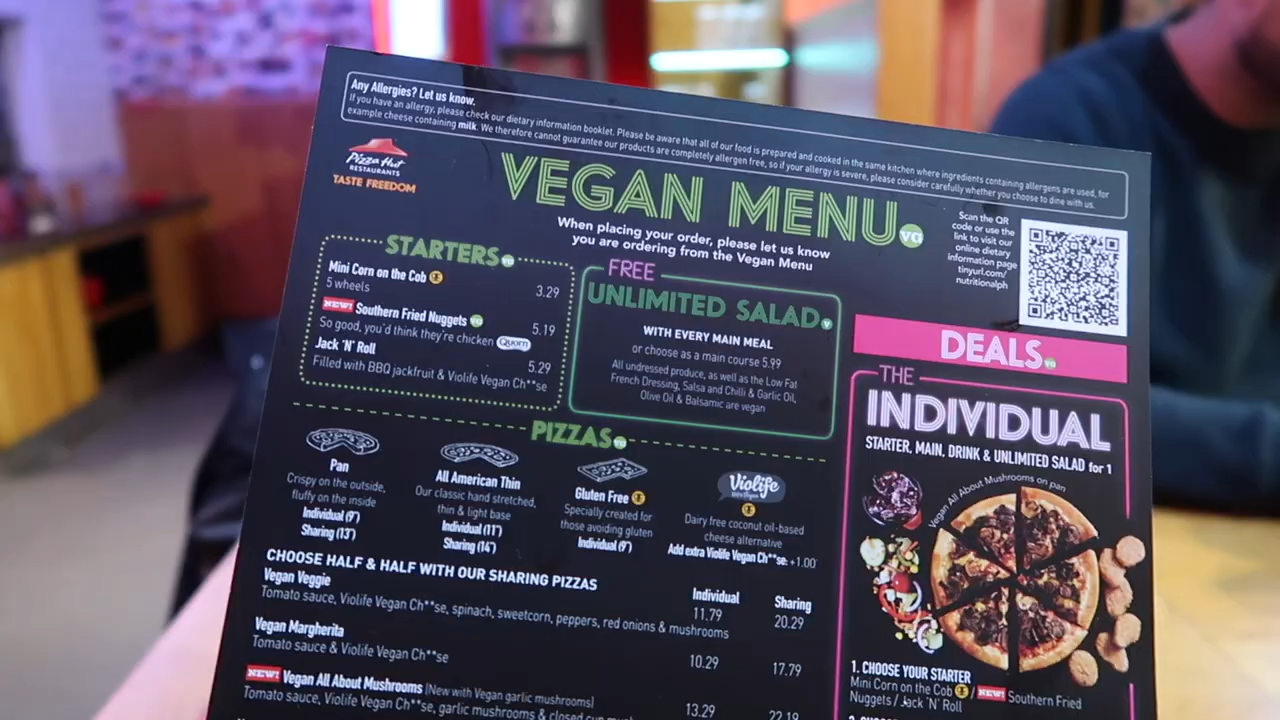 Any Allergies? Let us know.
If you have an allergy, please check our dietary information booklet. Please be aware that all of our food is prepared and cooked in the same kitchen where ingredients containing allergens are used, for
example cheese containing milk. We therefore cannot guarantee our products are completely allergen free, so if your allergy is severe, please consider carefully whether you choose to dine with us.
Pizza Hut
RESTAURANTS
TASTE FREEDOM
VEGAN MENU VG
When placing your order, please let us know
you are ordering from the Vegan Menu
Scan the QR
code or use the
link to visit our
online dietary
information page
tinyurl.com/
nutritionalph
STARTERS VG
Mini Corn on the Cob
3.29
5 wheels
NEW! Southern Fried Nuggets VG
5.19
So good, you'd think they're chicken Quorn
Jack 'N' Roll
5.29
Filled with BBQ jackfruit & Violife Vegan Ch**se
FREE
UNLIMITED SALAD V
WITH EVERY MAIN MEAL
or choose as a main course 5.99
All undressed produce, as well as the Low Fat
French Dressing, Salsa and Chilli & Garlic Oil,
Olive Oil & Balsamic are vegan
PIZZAS VG
Pan
Crispy on the outside,
fluffy on the inside
Individual (9")
Sharing (13")
All American Thin
Our classic hand stretched,
thin & light base
Individual (11")
Sharing (14")
Gluten Free
Specially created for
those avoiding gluten
Individual (9")
Violife
100% Vegan
Dairy free coconut oil-based
cheese alternative
Add extra Violife Vegan Ch**se: +1.00
CHOOSE HALF & HALF WITH OUR SHARING PIZZAS
Individual
Sharing
Vegan Veggie
11.79
20.29
Tomato sauce, Violife Vegan Ch**se, spinach, sweetcorn, peppers, red onions & mushrooms
Vegan Margherita
10.29
17.79
Tomato sauce & Violife Vegan Ch**se
NEW! Vegan All About Mushrooms (New with Vegan garlic mushrooms)
13.29
22.19
Tomato sauce, Violife Vegan Ch**se, garlic mushrooms & closed cup
DEALS VG
THE
INDIVIDUAL
STARTER, MAIN, DRINK & UNLIMITED SALAD for 1
Vegan All About Mushrooms on pan
1. CHOOSE YOUR STARTER
Mini Corn on the Cob / NEW! Southern Fried
Nuggets / Jack 'N' Roll